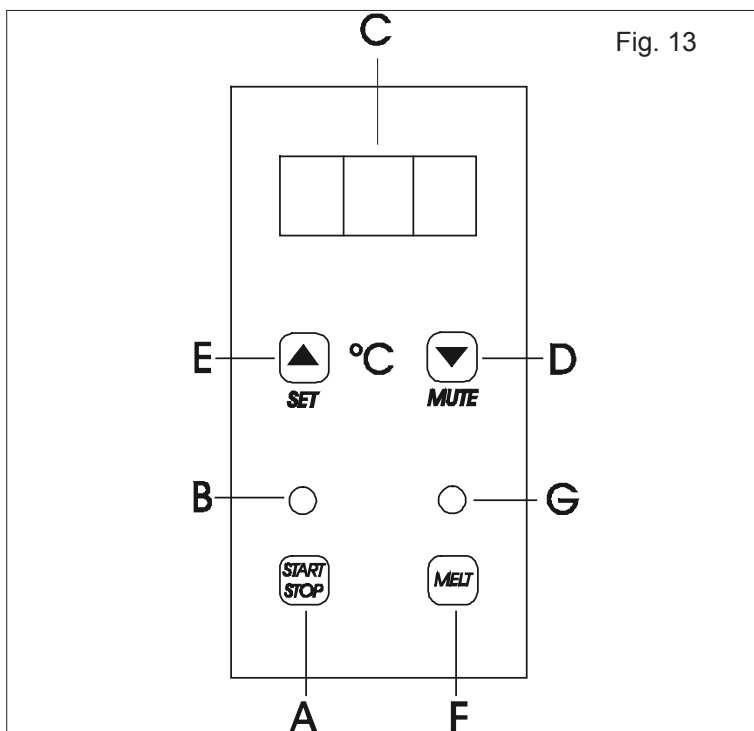 C
Fig. 13
E ▲ °C ▼ D
SET MUTE
B G
START MELT
STOP
A F